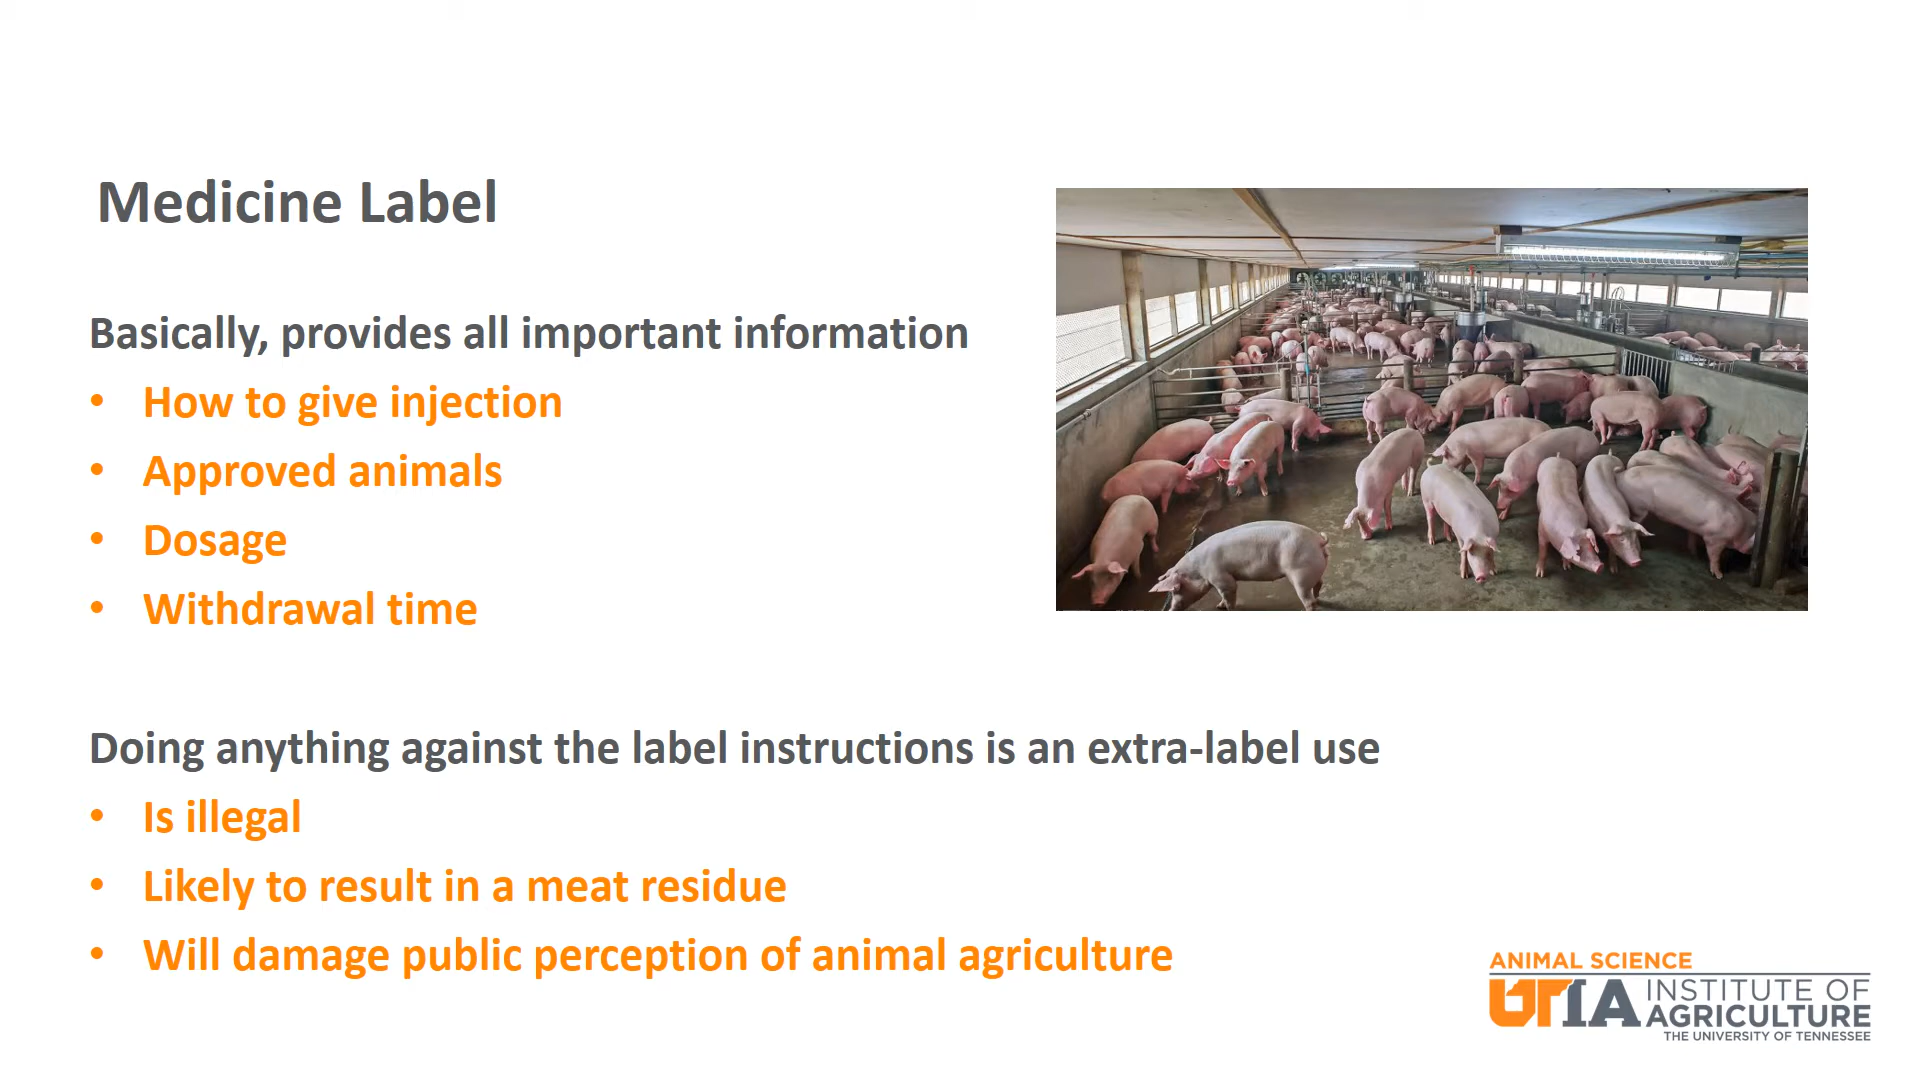 Medicine Label
Basically, provides all important information
• How to give injection
• Approved animals
• Dosage
• Withdrawal time
Doing anything against the label instructions is an extra-label use
• Is illegal
• Likely to result in a meat residue
• Will damage public perception of animal agriculture
ANIMAL SCIENCE
UTIA INSTITUTE OF
AGRICULTURE
THE UNIVERSITY OF TENNESSEE